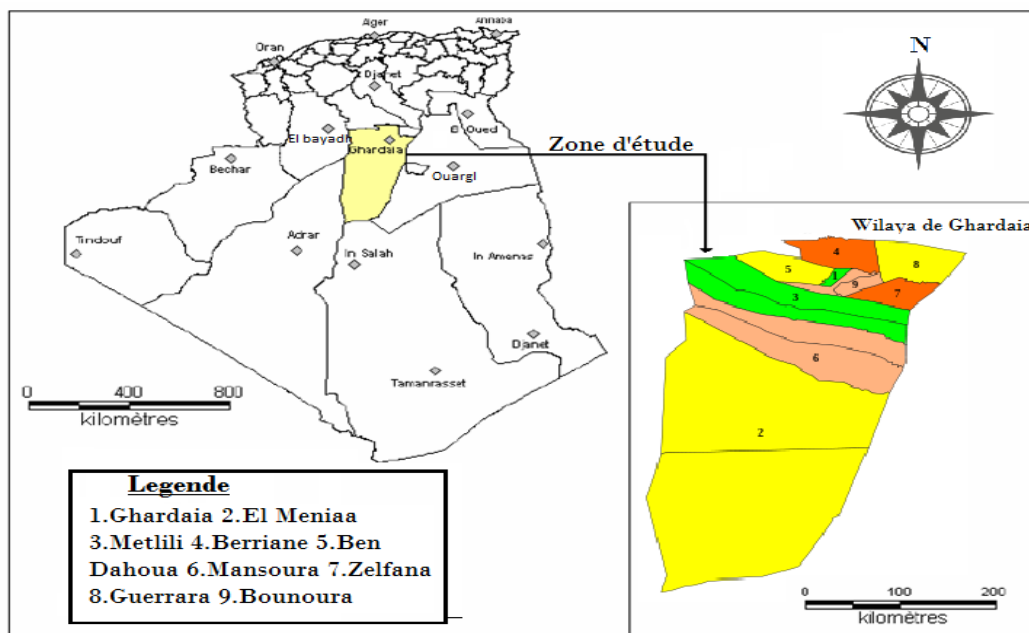 Alger
Annaba
Oran
Djanet
El Oued
El bayadh
Ghardaia
Zone d'étude
Bechar
Ouargl
Wilaya de Ghardaia
N
Tindouf
Adrar
In Salah
In Amenas
Djanet
Tamanrasset
0 400 800
kilomètres
4
8
5
1
9
7
3
6
2
0 100 200
kilomètres
Legende
1.Ghardaia 2.El Meniaa
3.Metlili 4.Berriane 5.Ben
Dahoua 6.Mansoura 7.Zelfana
8.Guerrara 9.Bounoura